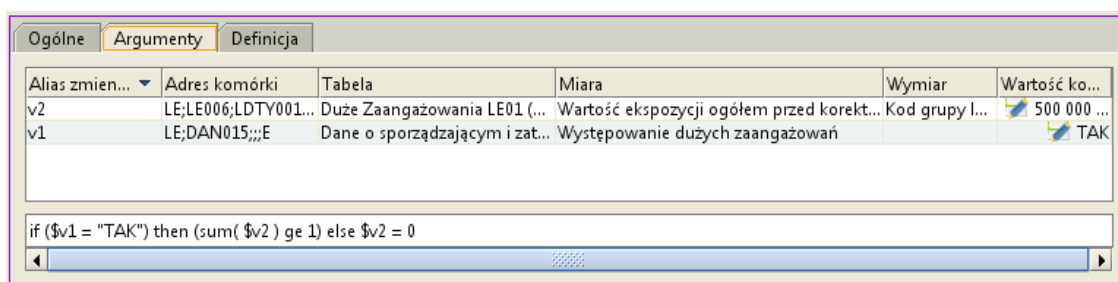 Ogólne Argumenty Definicja
Alias zmien... Adres komórki Tabela Miara Wymiar Wartość ko...
v2 LE;LE006;LDTY001... Duże Zaangażowania LE01 (... Wartość ekspozycji ogółem przed korekt... Kod grupy l... 500 000 ...
v1 LE;DAN015;;;E Dane o sporządzającym i zat... Występowanie dużych zaangażowań TAK
if ($v1 = "TAK") then (sum( $v2 ) ge 1) else $v2 = 0